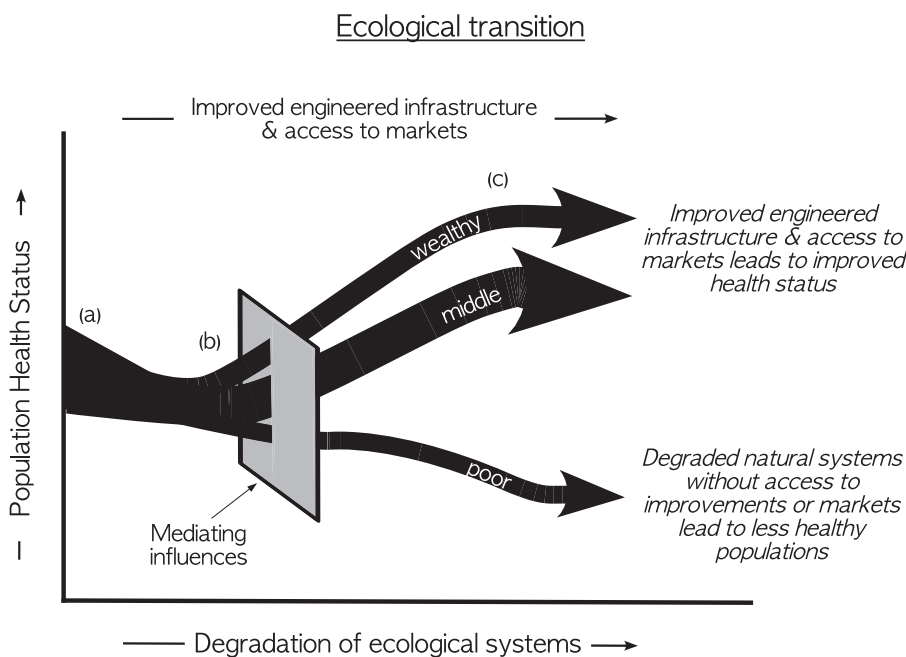 Ecological transition
Improved engineered infrastructure
& access to markets
Population Health Status
(a)
(b)
(c)
wealthy
middle
poor
Improved engineered
infrastructure & access to
markets leads to improved
health status
Degraded natural systems
without access to
improvements or markets
lead to less healthy
populations
Mediating
influences
Degradation of ecological systems